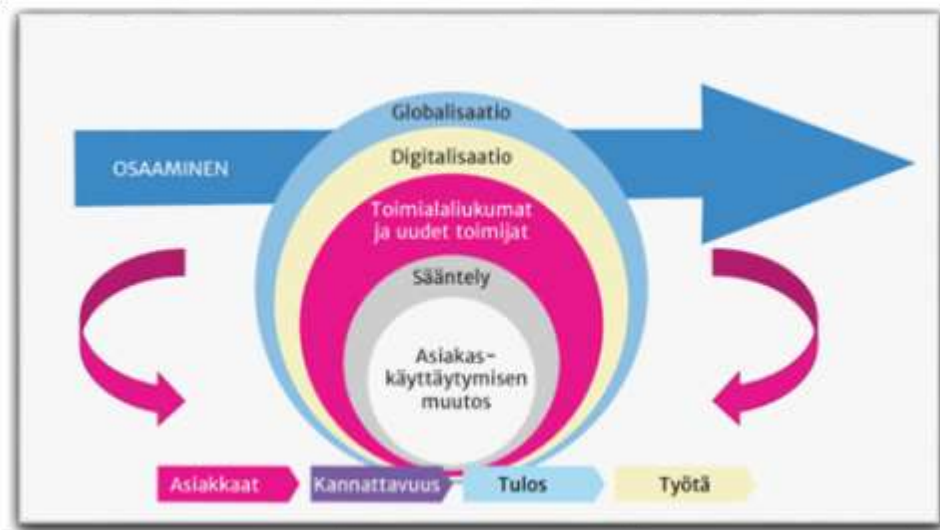 Globalisaatio
OSAAMINEN
Digitalisaatio
Toimialaliukumat
ja uudet toimijat
Sääntely
Asiakas-
käyttäytymisen
muutos
Asiakkaat
Kannattavuus
Tulos
Työtä